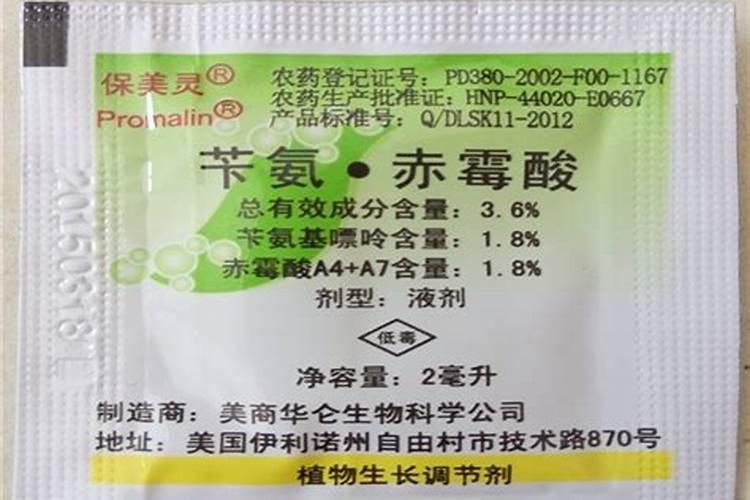 保美灵®
Promalin®
农药登记证号：PD380-2002-F00-1167
农药生产批准证：HNP-44020-E0667
产品标准号：Q/DLSK11-2012
苄氨·赤霉酸
总有效成分含量：3.6%
苄氨基嘌呤含量：1.8%
赤霉酸A4+A7含量：1.8%
剂型：液剂
低毒
净容量：2毫升
制造商：美商华仑生物科学公司
地址：美国伊利诺州自由村市技术路870号
植物生长调节剂